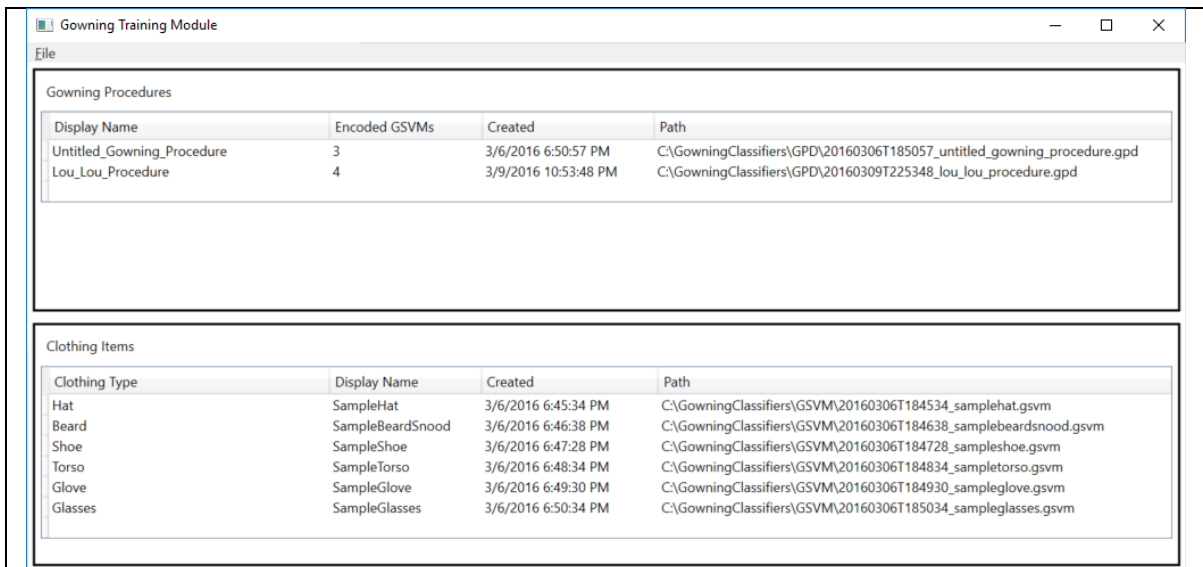 Gowning Training Module
File
Gowning Procedures
Display Name Encoded GSVMs Created Path
Untitled_Gowning_Procedure 3 3/6/2016 6:50:57 PM C:\GowningClassifiers\GPD\20160306T185057_untitled_gowning_procedure.gpd
Lou_Lou_Procedure 4 3/9/2016 10:53:48 PM C:\GowningClassifiers\GPD\20160309T225348_lou_lou_procedure.gpd
Clothing Items
Clothing Type Display Name Created Path
Hat SampleHat 3/6/2016 6:45:34 PM C:\GowningClassifiers\GSVM\20160306T184534_samplehat.gsvm
Beard SampleBeardSnood 3/6/2016 6:46:38 PM C:\GowningClassifiers\GSVM\20160306T184638_samplebeardsnood.gsvm
Shoe SampleShoe 3/6/2016 6:47:28 PM C:\GowningClassifiers\GSVM\20160306T184728_sampleshoe.gsvm
Torso SampleTorso 3/6/2016 6:48:34 PM C:\GowningClassifiers\GSVM\20160306T184834_sampletorso.gsvm
Glove SampleGlove 3/6/2016 6:49:30 PM C:\GowningClassifiers\GSVM\20160306T184930_sampleglove.gsvm
Glasses SampleGlasses 3/6/2016 6:50:34 PM C:\GowningClassifiers\GSVM\20160306T185034_sampleglasses.gsvm